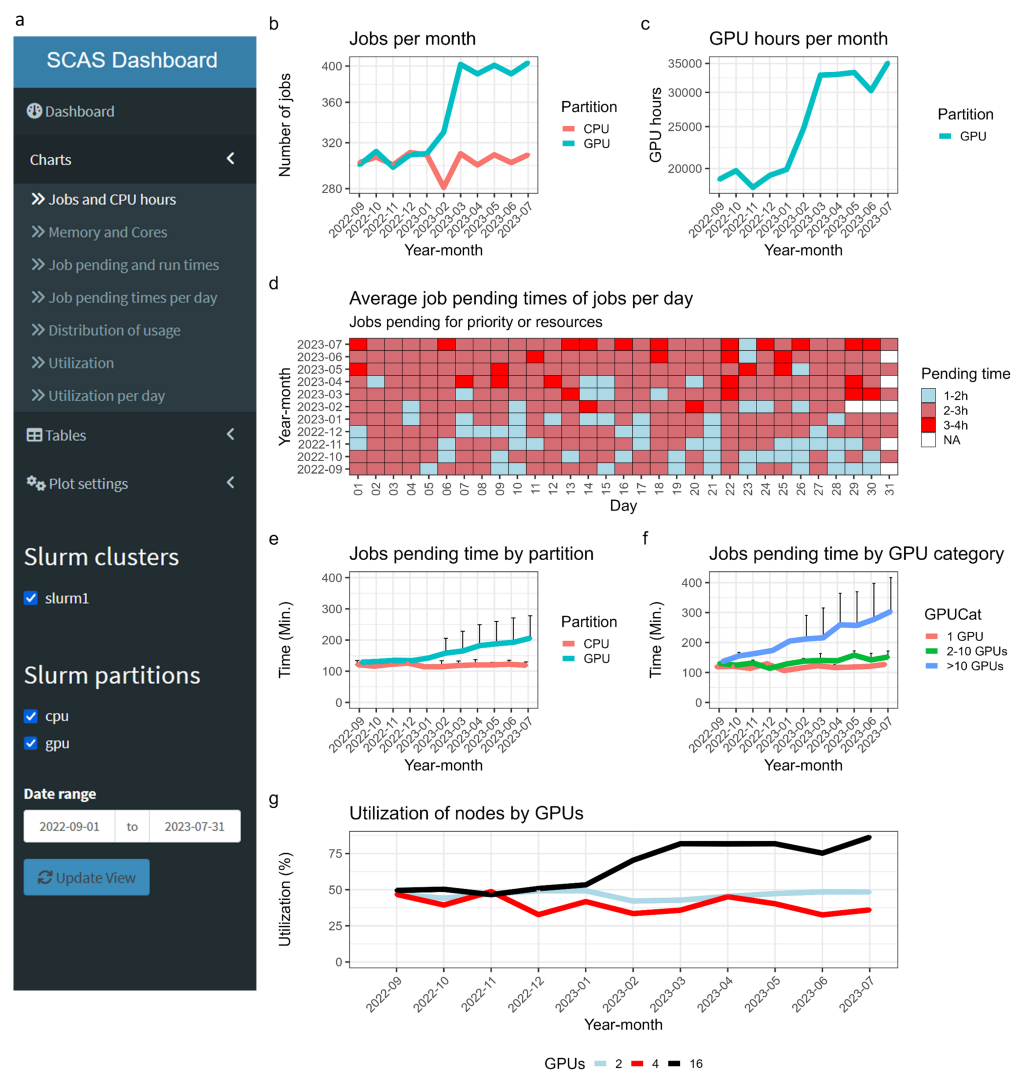 a
SCAS Dashboard
Dashboard
Charts
Jobs and CPU hours
Memory and Cores
Job pending and run times
Job pending times per day
Distribution of usage
Utilization
Utilization per day
Tables
Plot settings
Slurm clusters
slurm1
Slurm partitions
cpu
gpu
Date range
2022-09-01 to 2023-07-31
Update View
b
Jobs per month
Number of jobs
400
360
320
280
2022-09 2022-10 2022-11 2022-12 2023-01 2023-02 2023-03 2023-04 2023-05 2023-06 2023-07
Year-month
Partition
CPU
GPU
c
GPU hours per month
GPU hours
35000
30000
25000
20000
2022-09 2022-10 2022-11 2022-12 2023-01 2023-02 2023-03 2023-04 2023-05 2023-06 2023-07
Year-month
Partition
GPU
d
Average job pending times of jobs per day
Jobs pending for priority or resources
Year-month
2023-07
2023-06
2023-05
2023-04
2023-03
2023-02
2023-01
2022-12
2022-11
2022-10
2022-09
01 02 03 04 05 06 07 08 09 10 11 12 13 14 15 16 17 18 19 20 21 22 23 24 25 26 27 28 29 30 31
Day
Pending time
1-2h
2-3h
3-4h
NA
e
Jobs pending time by partition
Time (Min.)
400
300
200
100
0
2022-09 2022-10 2022-11 2022-12 2023-01 2023-02 2023-03 2023-04 2023-05 2023-06 2023-07
Year-month
Partition
CPU
GPU
f
Jobs pending time by GPU category
Time (Min.)
400
300
200
100
0
2022-09 2022-10 2022-11 2022-12 2023-01 2023-02 2023-03 2023-04 2023-05 2023-06 2023-07
Year-month
GPUCat
1 GPU
2-10 GPUs
>10 GPUs
g
Utilization of nodes by GPUs
Utilization (%)
75
50
25
0
2022-09 2022-10 2022-11 2022-12 2023-01 2023-02 2023-03 2023-04 2023-05 2023-06 2023-07
Year-month
GPUs 2 4 16